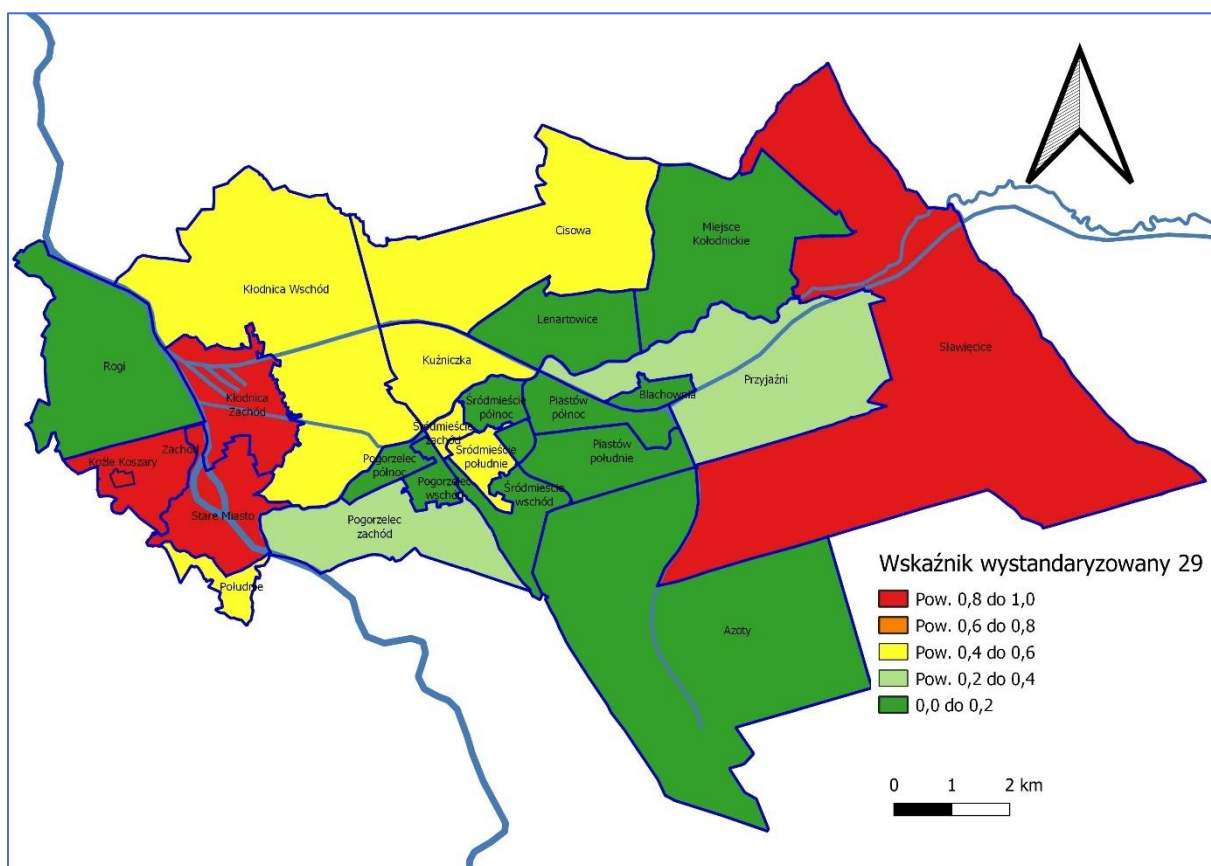 Cisowa
Miejsce
Kołodnickie
Kłodnica Wschód
Lenartowice
Sławięcice
Rogi
Kuźniczka
Przyjaźni
Blachownia
Śródmieście
północ
Piastów
północ
Kłodnica
Zachód
Śródmieście
zachód
Piastów
południe
Zachód
Śródmieście
południe
Koźle Koszary
Pogorzelec
północ
Pogorzelec
wschód
Śródmieście
wschód
Stare Miasto
Pogorzelec
zachód
Południe
Azoty
Wskaźnik wystandaryzowany 29
Pow. 0,8 do 1,0
Pow. 0,6 do 0,8
Pow. 0,4 do 0,6
Pow. 0,2 do 0,4
0,0 do 0,2
0 1 2 km